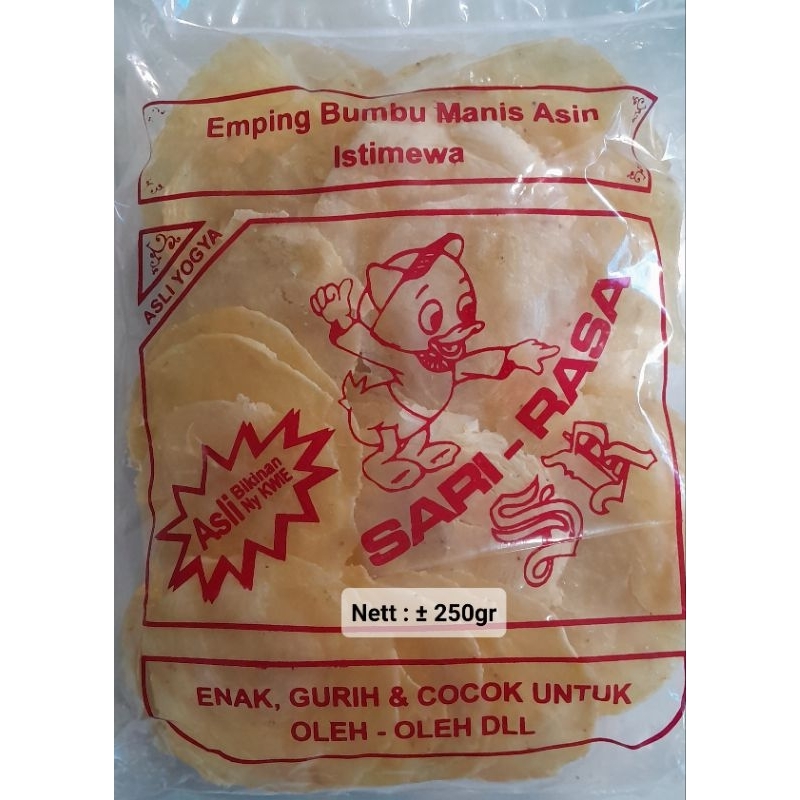 Emping Bumbu Manis Asin
Istimewa
ASLI YOGYA
SARI - RASA
SR
Asli Bikinan
Ny KWIE
Nett : ± 250gr
ENAK, GURIH & COCOK UNTUK
OLEH - OLEH DLL